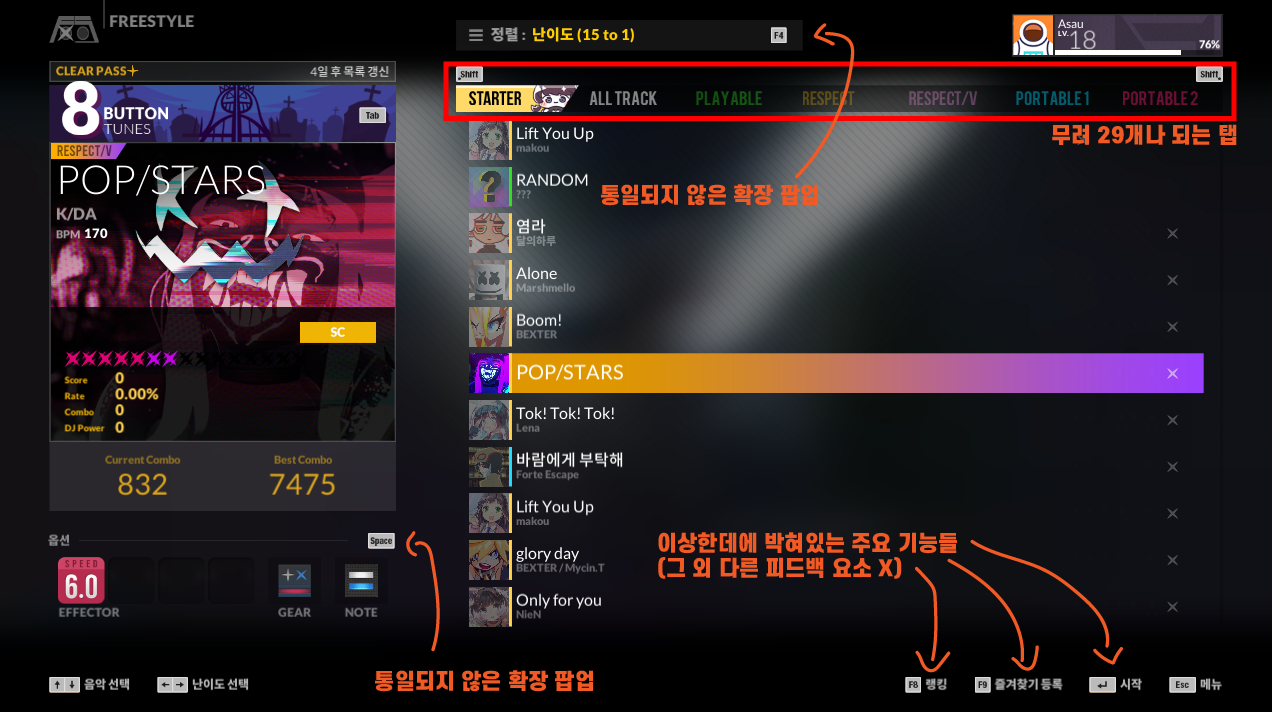 FREESTYLE
정렬 : 난이도 (15 to 1)
F4
Asau
LV. 18
76%
CLEAR PASS+
4일 후 목록 갱신
Shift
Shift
8 BUTTON
TUNES
Tab
STARTER
ALL TRACK
PLAYABLE
RESPECT
RESPECT/V
PORTABLE 1
PORTABLE 2
무려 29개나 되는 탭
RESPECT/V
POP/STARS
K/DA
BPM 170
SC
Score 0
Rate 0.00%
Combo 0
DJ Power 0
Current Combo
832
Best Combo
7475
Lift You Up
makou
RANDOM
???
통일되지 않은 확장 팝업
염라
달의하루
Alone
Marshmello
Boom!
BEXTER
POP/STARS
Tok! Tok! Tok!
Lena
바람에게 부탁해
Forte Escape
Lift You Up
makou
glory day
BEXTER / Mycin.T
Only for you
NieN
이상한데에 박혀있는 주요 기능들
(그 외 다른 피드백 요소 X)
옵션
Space
SPEED
6.0
EFFECTOR
GEAR
NOTE
통일되지 않은 확장 팝업
↑ ↓ 음악 선택
← → 난이도 선택
F8 랭킹
F9 즐겨찾기 등록
↵ 시작
Esc 메뉴